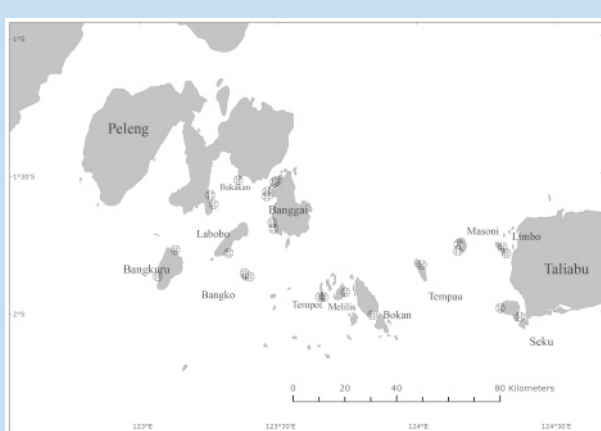 1°S
Peleng
1°30'S
Bakakan
Banggai
Masoni
Limbo
Labobo
Taliabu
Bangkuru
Bangko
Tempau
Teropot
Melilis
Bokan
2°S
Seku
0 20 40 80 Kilometers
123°E 123°30'E 124°E 124°30'E